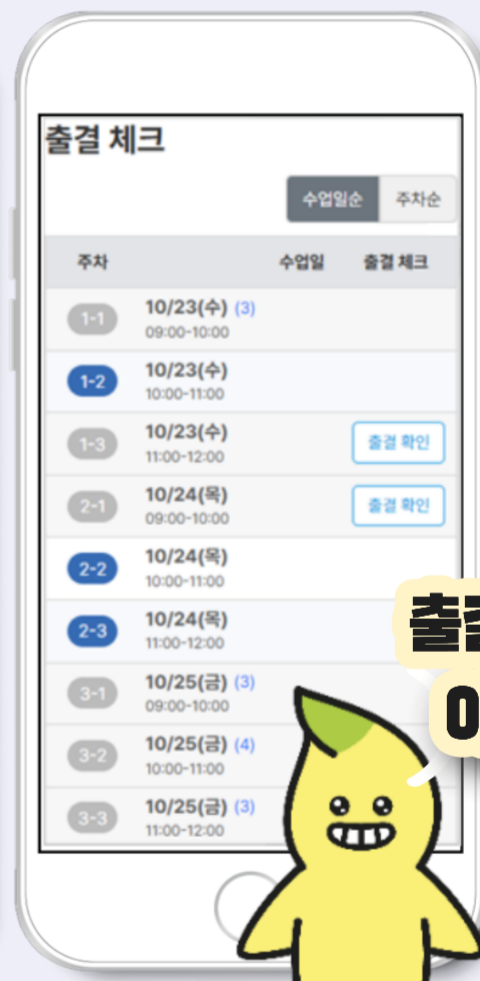 출결 체크
수업일순 주차순
주차 수업일 출결 체크
1-1 10/23(수) (3)
09:00-10:00
1-2 10/23(수)
10:00-11:00
1-3 10/23(수) 출결 확인
11:00-12:00
2-1 10/24(목) 출결 확인
09:00-10:00
2-2 10/24(목)
10:00-11:00
2-3 10/24(목)
11:00-12:00
3-1 10/25(금) (3)
09:00-10:00
3-2 10/25(금) (4)
10:00-11:00
3-3 10/25(금) (3)
11:00-12:00
출